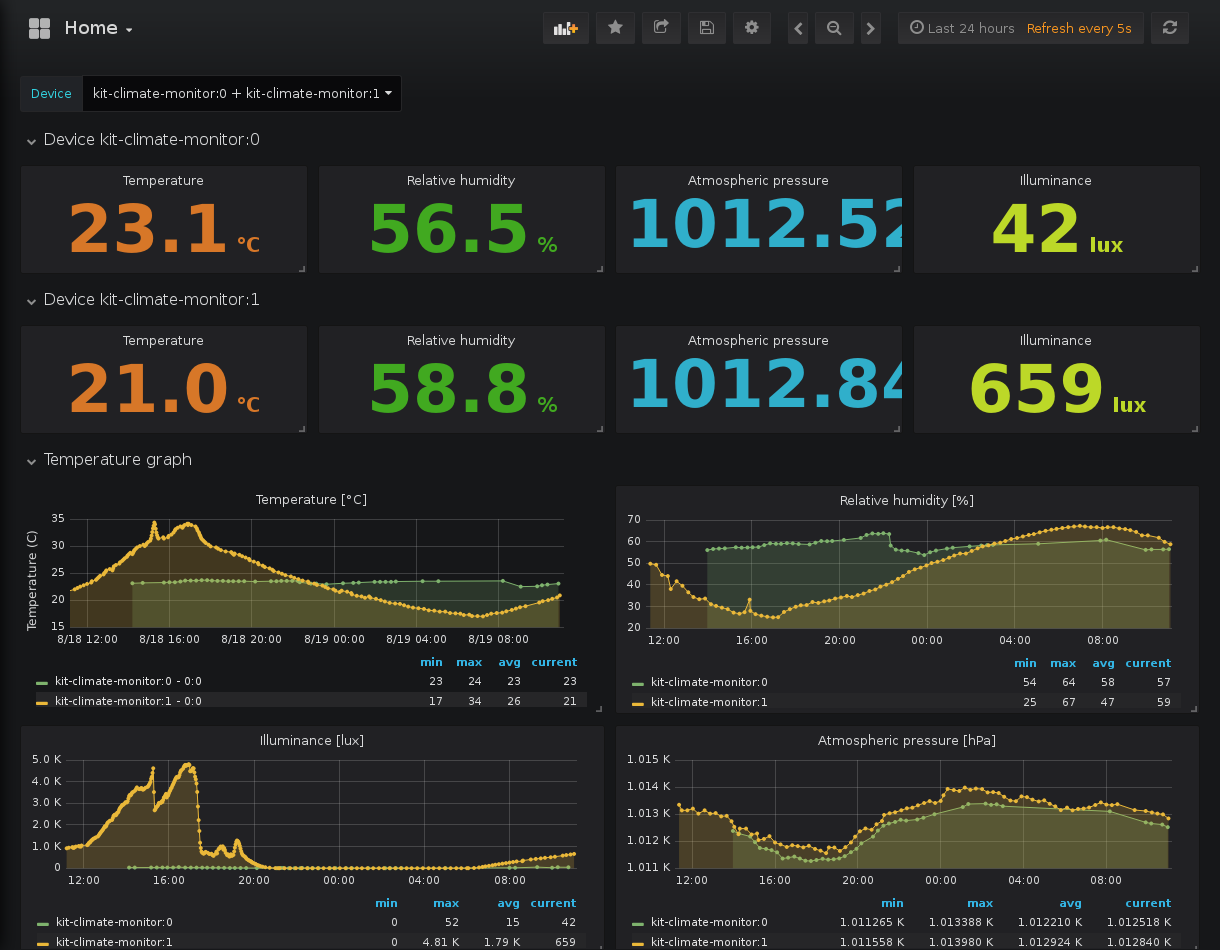 Home
Last 24 hours Refresh every 5s
Device kit-climate-monitor:0 + kit-climate-monitor:1
Device kit-climate-monitor:0
Temperature Relative humidity Atmospheric pressure Illuminance
23.1 °C 56.5 % 1012.52 42 lux
Device kit-climate-monitor:1
Temperature Relative humidity Atmospheric pressure Illuminance
21.0 °C 58.8 % 1012.84 659 lux
Temperature graph
Temperature [°C]
Temperature (C)
35
30
25
20
15
8/18 12:00 8/18 16:00 8/18 20:00 8/19 00:00 8/19 04:00 8/19 08:00
min max avg current
kit-climate-monitor:0 - 0:0 23 24 23 23
kit-climate-monitor:1 - 0:0 17 34 26 21
Relative humidity [%]
70
60
50
40
30
20
12:00 16:00 20:00 00:00 04:00 08:00
min max avg current
kit-climate-monitor:0 54 64 58 57
kit-climate-monitor:1 25 67 47 59
Illuminance [lux]
5.0 K
4.0 K
3.0 K
2.0 K
1.0 K
0
12:00 16:00 20:00 00:00 04:00 08:00
min max avg current
kit-climate-monitor:0 0 52 15 42
kit-climate-monitor:1 0 4.81 K 1.79 K 659
Atmospheric pressure [hPa]
1.015 K
1.014 K
1.013 K
1.012 K
1.011 K
12:00 16:00 20:00 00:00 04:00 08:00
min max avg current
kit-climate-monitor:0 1.011265 K 1.013388 K 1.012210 K 1.012518 K
kit-climate-monitor:1 1.011558 K 1.013980 K 1.012924 K 1.012840 K